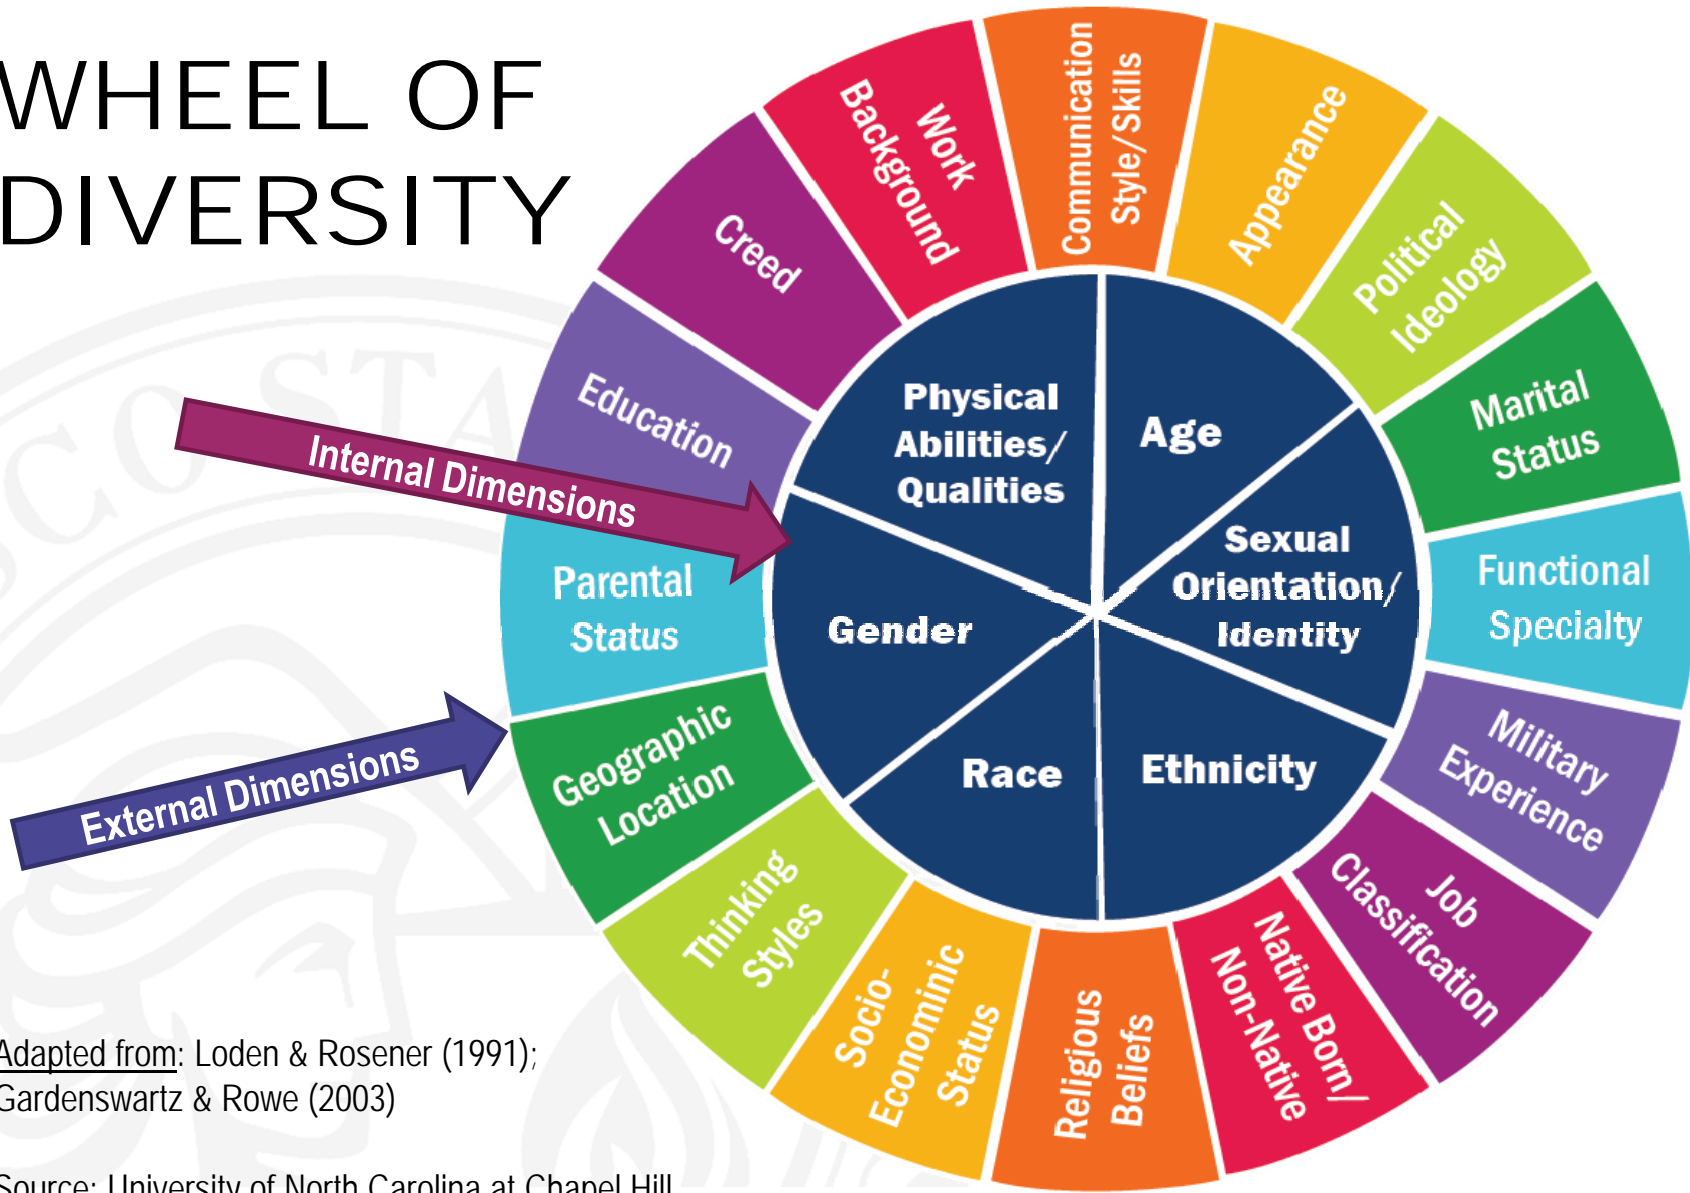 WHEEL OF
DIVERSITY
Communication
Style/Skills
Appearance
Political
Ideology
Marital
Status
Functional
Specialty
Military
Experience
Job
Classification
Native Born/
Non-Native
Religious
Beliefs
Socio-
Econominic
Status
Thinking
Styles
Geographic
Location
Parental
Status
Education
Creed
Work
Background
Physical
Abilities/
Qualities
Age
Sexual
Orientation/
Identity
Ethnicity
Race
Gender
Internal Dimensions
External Dimensions
Adapted from: Loden & Rosener (1991);
Gardenswartz & Rowe (2003)
Source: University of North Carolina at Chapel Hill
CO STA